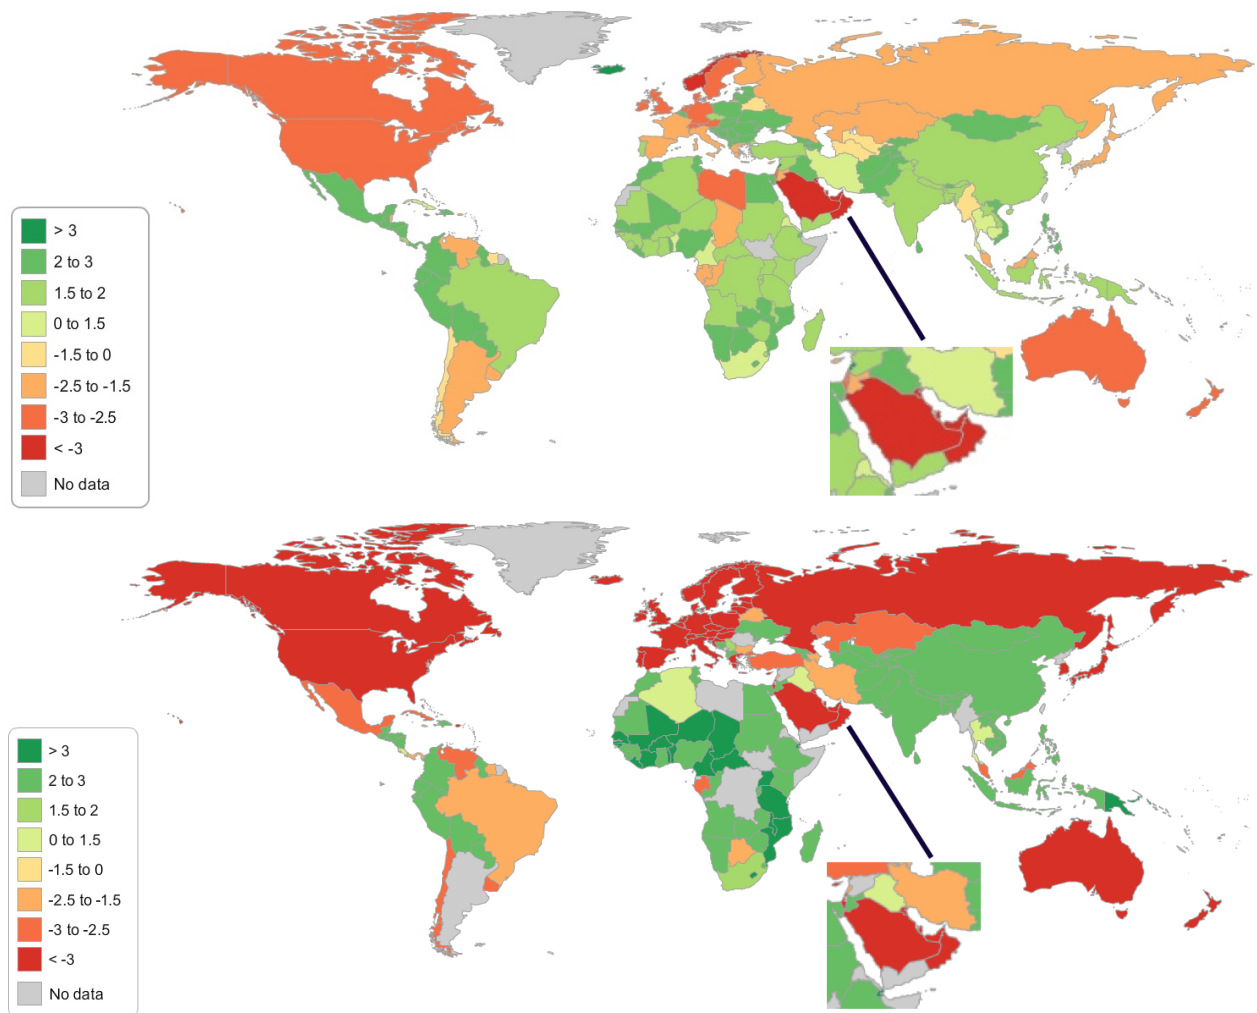 > 3
2 to 3
1.5 to 2
0 to 1.5
-1.5 to 0
-2.5 to -1.5
-3 to -2.5
< -3
No data
> 3
2 to 3
1.5 to 2
0 to 1.5
-1.5 to 0
-2.5 to -1.5
-3 to -2.5
< -3
No data